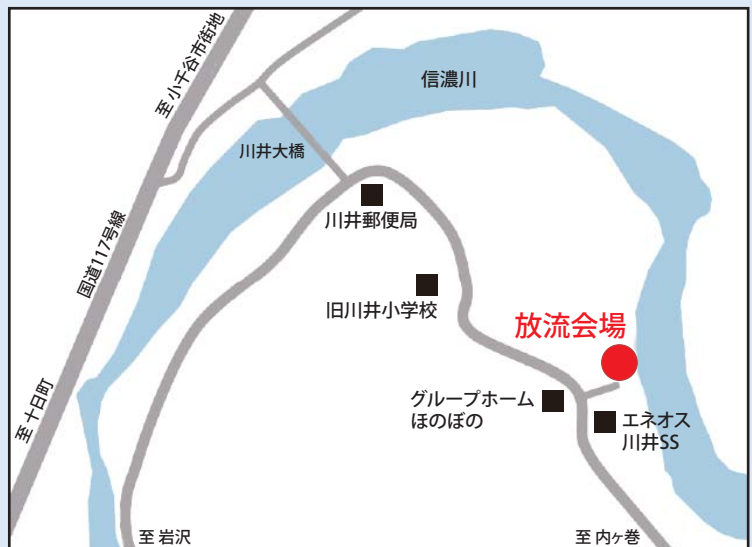 至 小千谷市街地
信濃川
川井大橋
川井郵便局
国道117号線
旧川井小学校
放流会場
至 十日町
グループホーム
ほのぼの
エネオス
川井SS
至 岩沢
至 内ヶ巻